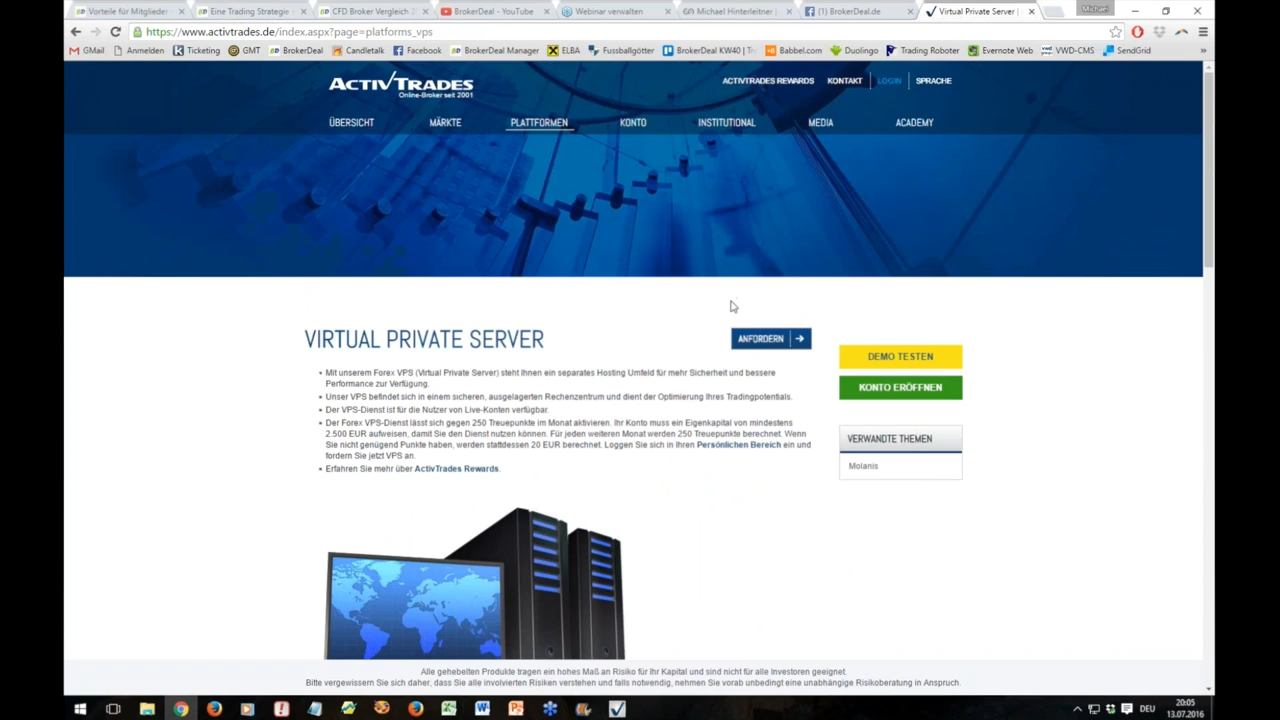 Vorteile für Mitglieder
Eine Trading Strategie
CFD Broker Vergleich 2
BrokerDeal - YouTube
Webinar verwalten
Michael Hinterleitner |
(1) BrokerDeal.de
Virtual Private Server |
Michael
https://www.activtrades.de/index.aspx?page=platforms_vps
GMail
Anmelden
Ticketing
GMT
BrokerDeal
Candletalk
Facebook
BrokerDeal Manager
ELBA
Fussballgötter
BrokerDeal KW40 | Tr
Babbel.com
Duolingo
Trading Roboter
Evernote Web
VWD-CMS
SendGrid
ACTIVTRADES
Online-Broker seit 2001
ACTIVTRADES REWARDS
KONTAKT
LOGIN
SPRACHE
ÜBERSICHT
MÄRKTE
PLATTFORMEN
KONTO
INSTITUTIONAL
MEDIA
ACADEMY
VIRTUAL PRIVATE SERVER
ANFORDERN
Mit unserem Forex VPS (Virtual Private Server) steht Ihnen ein separates Hosting Umfeld für mehr Sicherheit und bessere
Performance zur Verfügung.
Unser VPS befindet sich in einem sicheren, ausgelagerten Rechenzentrum und dient der Optimierung Ihres Tradingpotentials.
Der VPS-Dienst ist für die Nutzer von Live-Konten verfügbar.
Der Forex VPS-Dienst lässt sich gegen 250 Treuepunkte im Monat aktivieren. Ihr Konto muss ein Eigenkapital von mindestens
2.500 EUR aufweisen, damit Sie den Dienst nutzen können. Für jeden weiteren Monat werden 250 Treuepunkte berechnet. Wenn
Sie nicht genügend Punkte haben, werden stattdessen 20 EUR berechnet. Loggen Sie sich in Ihren Persönlichen Bereich ein und
fordern Sie jetzt VPS an.
Erfahren Sie mehr über ActivTrades Rewards.
DEMO TESTEN
KONTO ERÖFFNEN
VERWANDTE THEMEN
Molanis
Alle gehebelten Produkte tragen ein hohes Maß an Risiko für Ihr Kapital und sind nicht für alle Investoren geeignet.
Bitte vergewissern Sie sich daher, dass Sie alle involvierten Risiken verstehen und falls notwendig, nehmen Sie vorab unbedingt eine unabhängige Risikoberatung in Anspruch.
DEU
20:05
13.07.2016